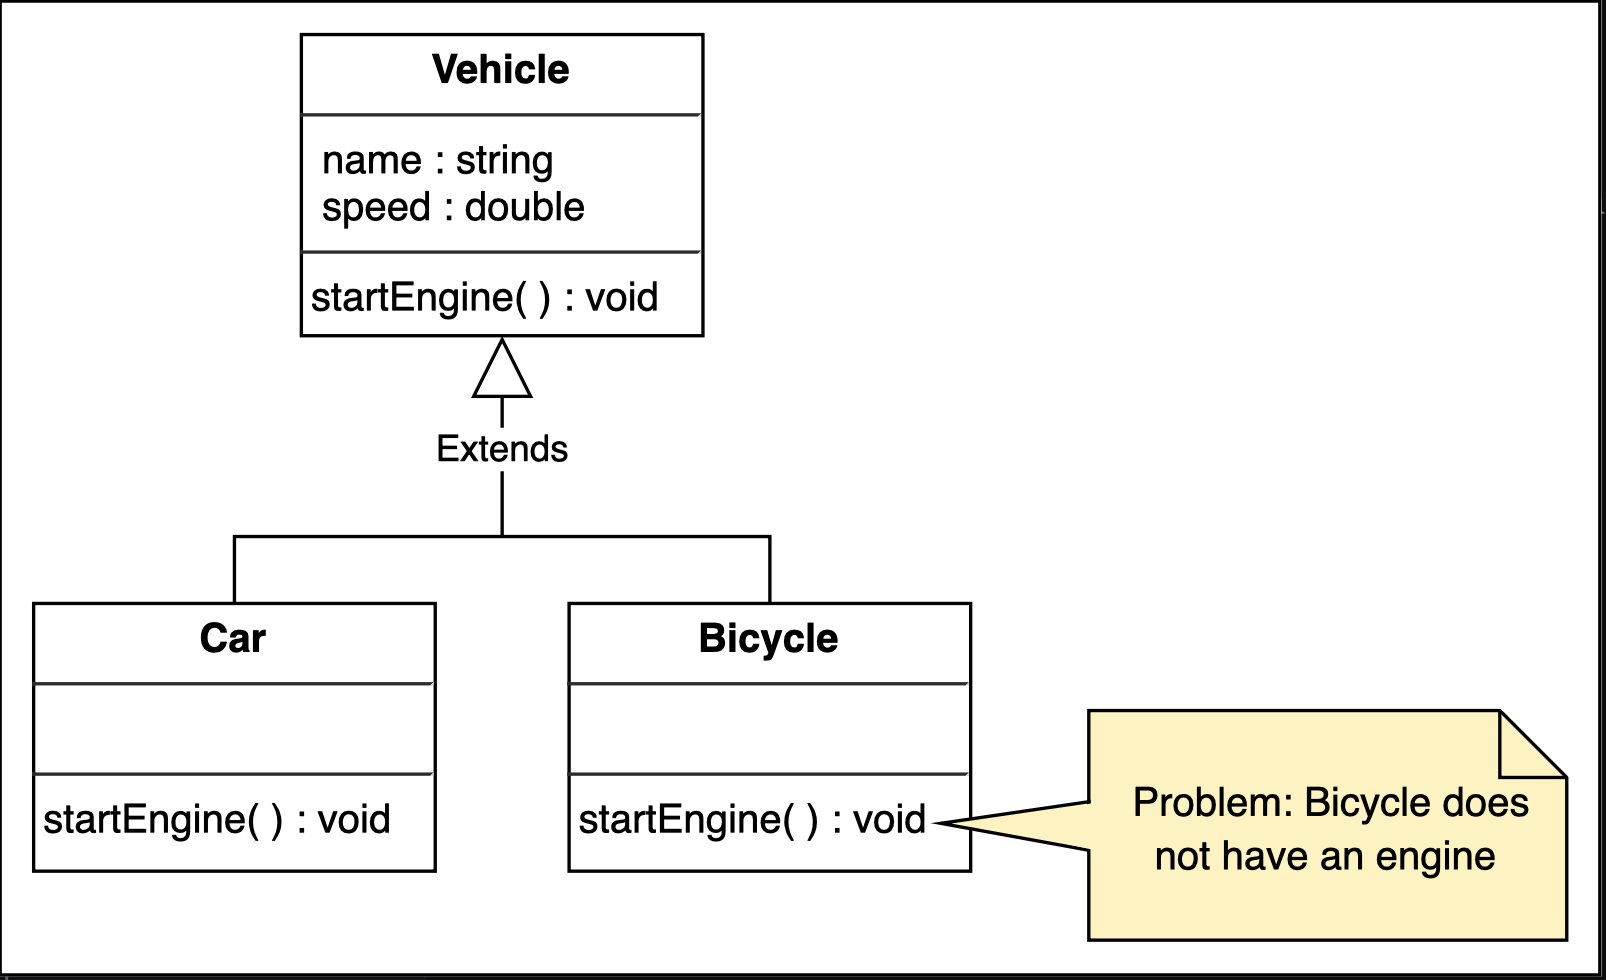 Vehicle
name : string
speed : double
startEngine( ) : void
Extends
Car
startEngine( ) : void
Bicycle
startEngine( ) : void
Problem: Bicycle does
not have an engine